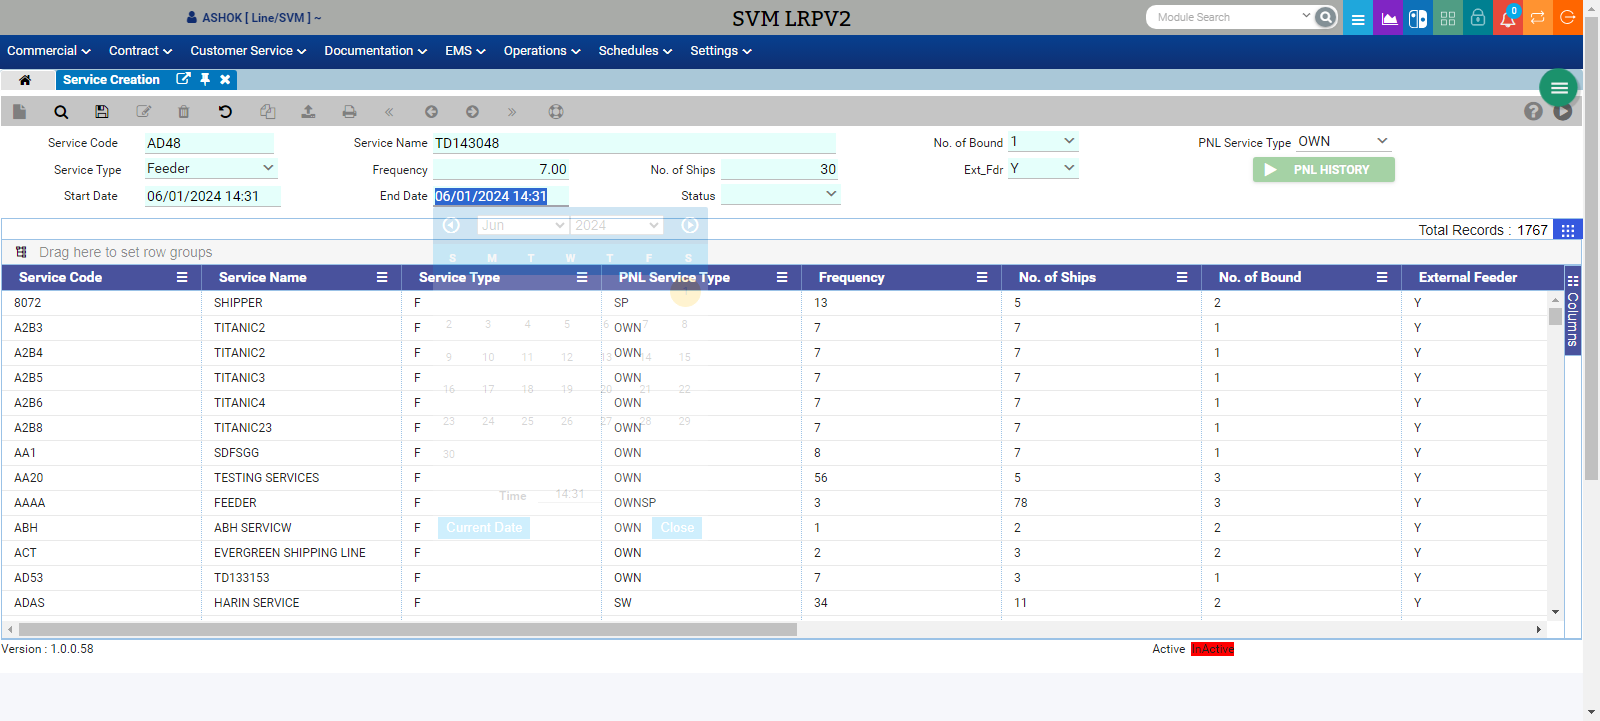 ASHOK [ Line/SVM ] ~
SVM LRPV2
Module Search
0
Commercial Contract Customer Service Documentation EMS Operations Schedules Settings
Service Creation
Service Code AD48 Service Name TD143048 No. of Bound 1 PNL Service Type OWN
Service Type Feeder Frequency 7.00 No. of Ships 30 Ext_Fdr Y PNL HISTORY
Start Date 06/01/2024 14:31 End Date 06/01/2024 14:31 Status
Jun 2024
Total Records : 1767
Drag here to set row groups
S M T W T F S
Service Code Service Name Service Type PNL Service Type Frequency No. of Ships No. of Bound External Feeder
Columns
1
8072 SHIPPER F SP 13 5 2 Y
2 3 4 5 6 7 8
A2B3 TITANIC2 F OWN 7 7 1 Y
A2B4 TITANIC2 F OWN 7 7 1 Y
9 10 11 12 13 14 15
A2B5 TITANIC3 F OWN 7 7 1 Y
16 17 18 19 20 21 22
A2B6 TITANIC4 F OWN 7 7 1 Y
23 24 25 26 27 28 29
A2B8 TITANIC23 F OWN 7 7 1 Y
AA1 SDFSGG F OWN 8 7 1 Y
30
AA20 TESTING SERVICES F OWN 56 5 3 Y
Time 14:31
AAAA FEEDER F OWNSP 3 78 3 Y
ABH ABH SERVICW F OWN 1 2 2 Y
Current Date Close
ACT EVERGREEN SHIPPING LINE F OWN 2 3 2 Y
AD53 TD133153 F OWN 7 3 1 Y
ADAS HARIN SERVICE F SW 34 11 2 Y
Version : 1.0.0.58
Active InActive